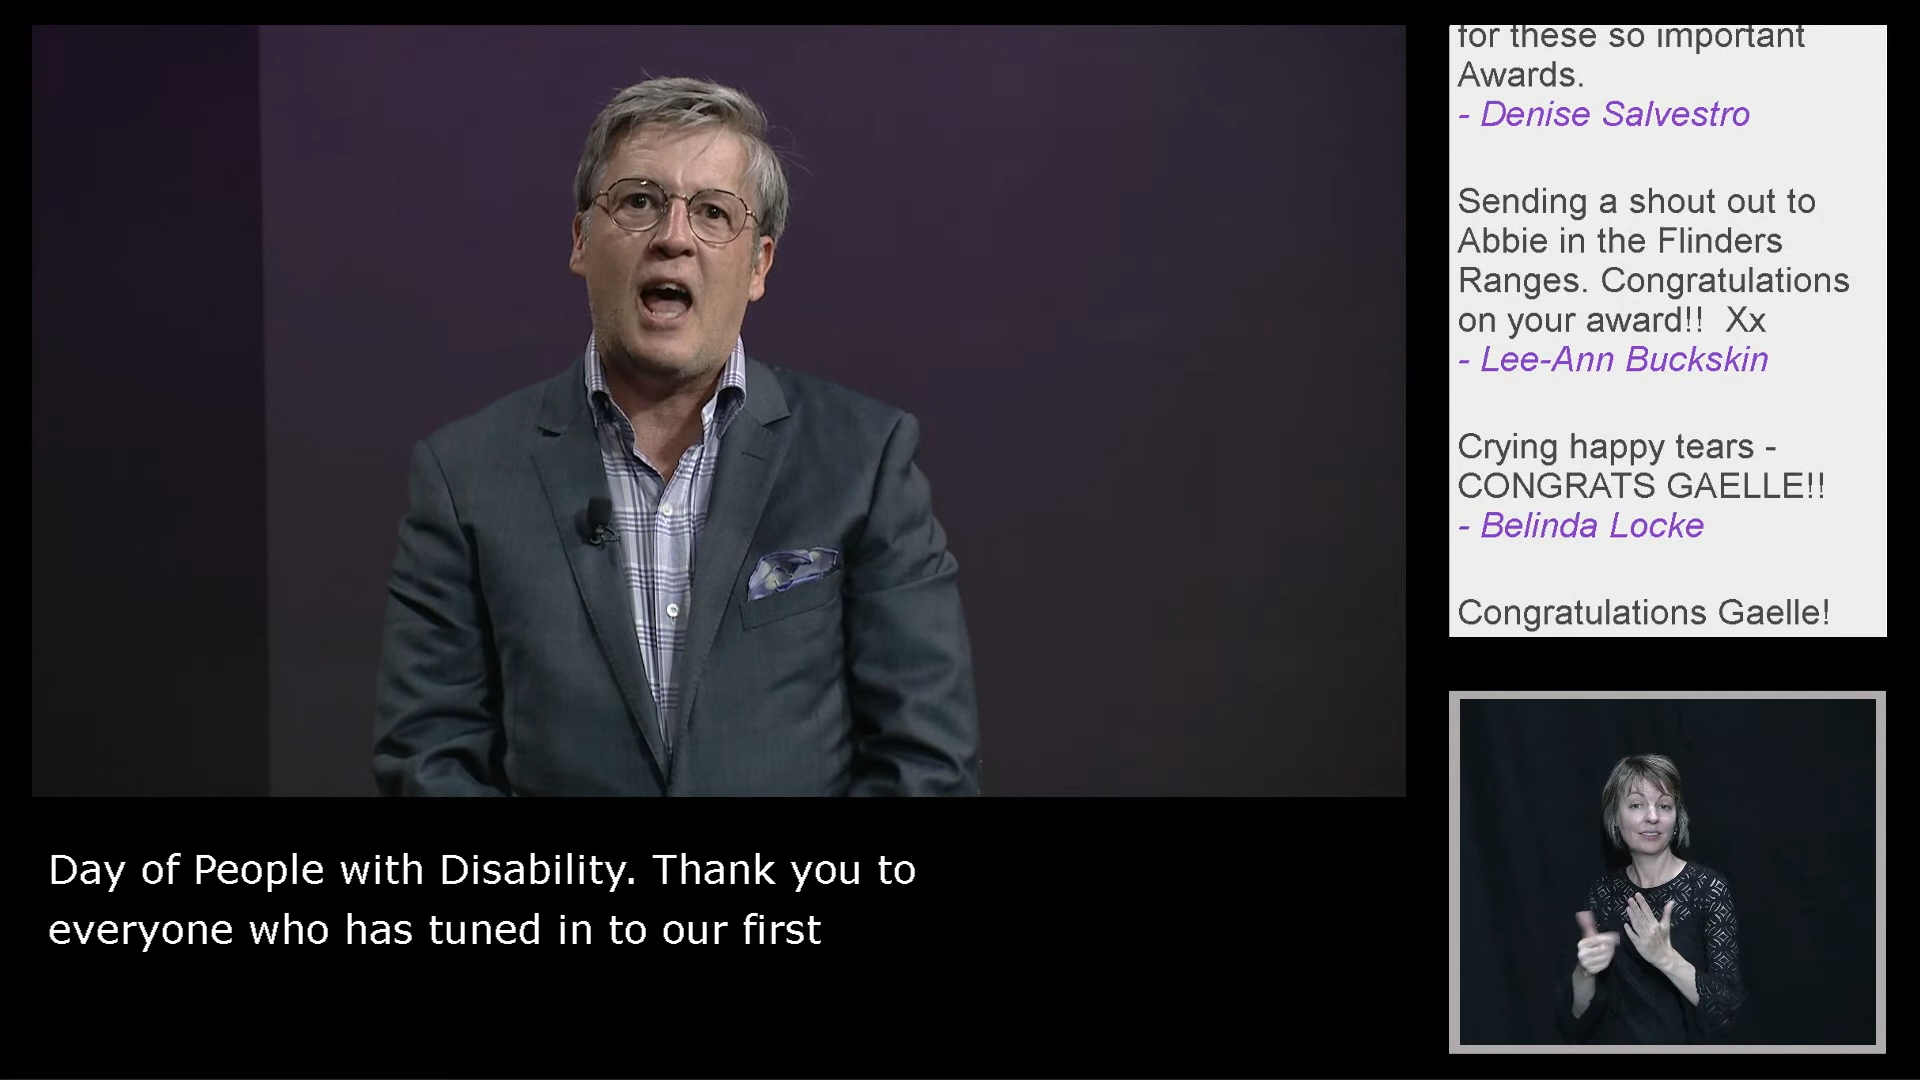 for these so important
Awards.
- Denise Salvestro
Sending a shout out to
Abbie in the Flinders
Ranges. Congratulations
on your award!!  Xx
- Lee-Ann Buckskin
Crying happy tears -
CONGRATS GAELLE!!
- Belinda Locke
Congratulations Gaelle!
Day of People with Disability. Thank you to
everyone who has tuned in to our first